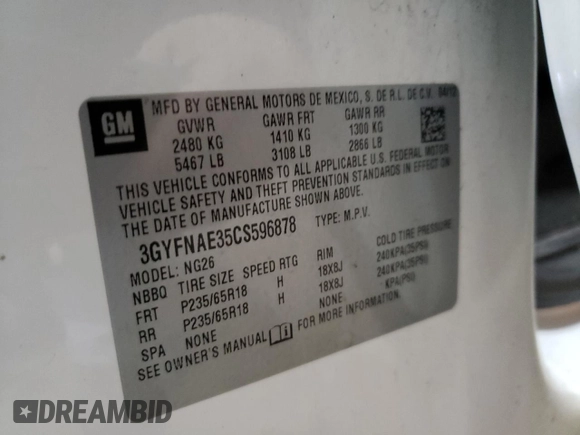 GM
MFD BY GENERAL MOTORS DE MEXICO, S. DE R.L. DE C.V. 04/12
GVWR GAWR FRT GAWR RR
2480 KG 1410 KG 1300 KG
5467 LB 3108 LB 2866 LB
THIS VEHICLE CONFORMS TO ALL APPLICABLE U.S. FEDERAL MOTOR
VEHICLE SAFETY AND THEFT PREVENTION STANDARDS IN EFFECT ON
THE DATE OF MANUFACTURE SHOWN ABOVE.
3GYFNAE35CS596878 TYPE: M.P.V.
MODEL: NG26
NBBQ TIRE SIZE SPEED RTG RIM COLD TIRE PRESSURE
FRT P235/65R18 H 18X8J 240KPA(35PSI)
RR P235/65R18 H 18X8J 240KPA(35PSI)
SPA NONE NONE KPA(PSI)
SEE OWNER'S MANUAL FOR MORE INFORMATION.
DREAMBID